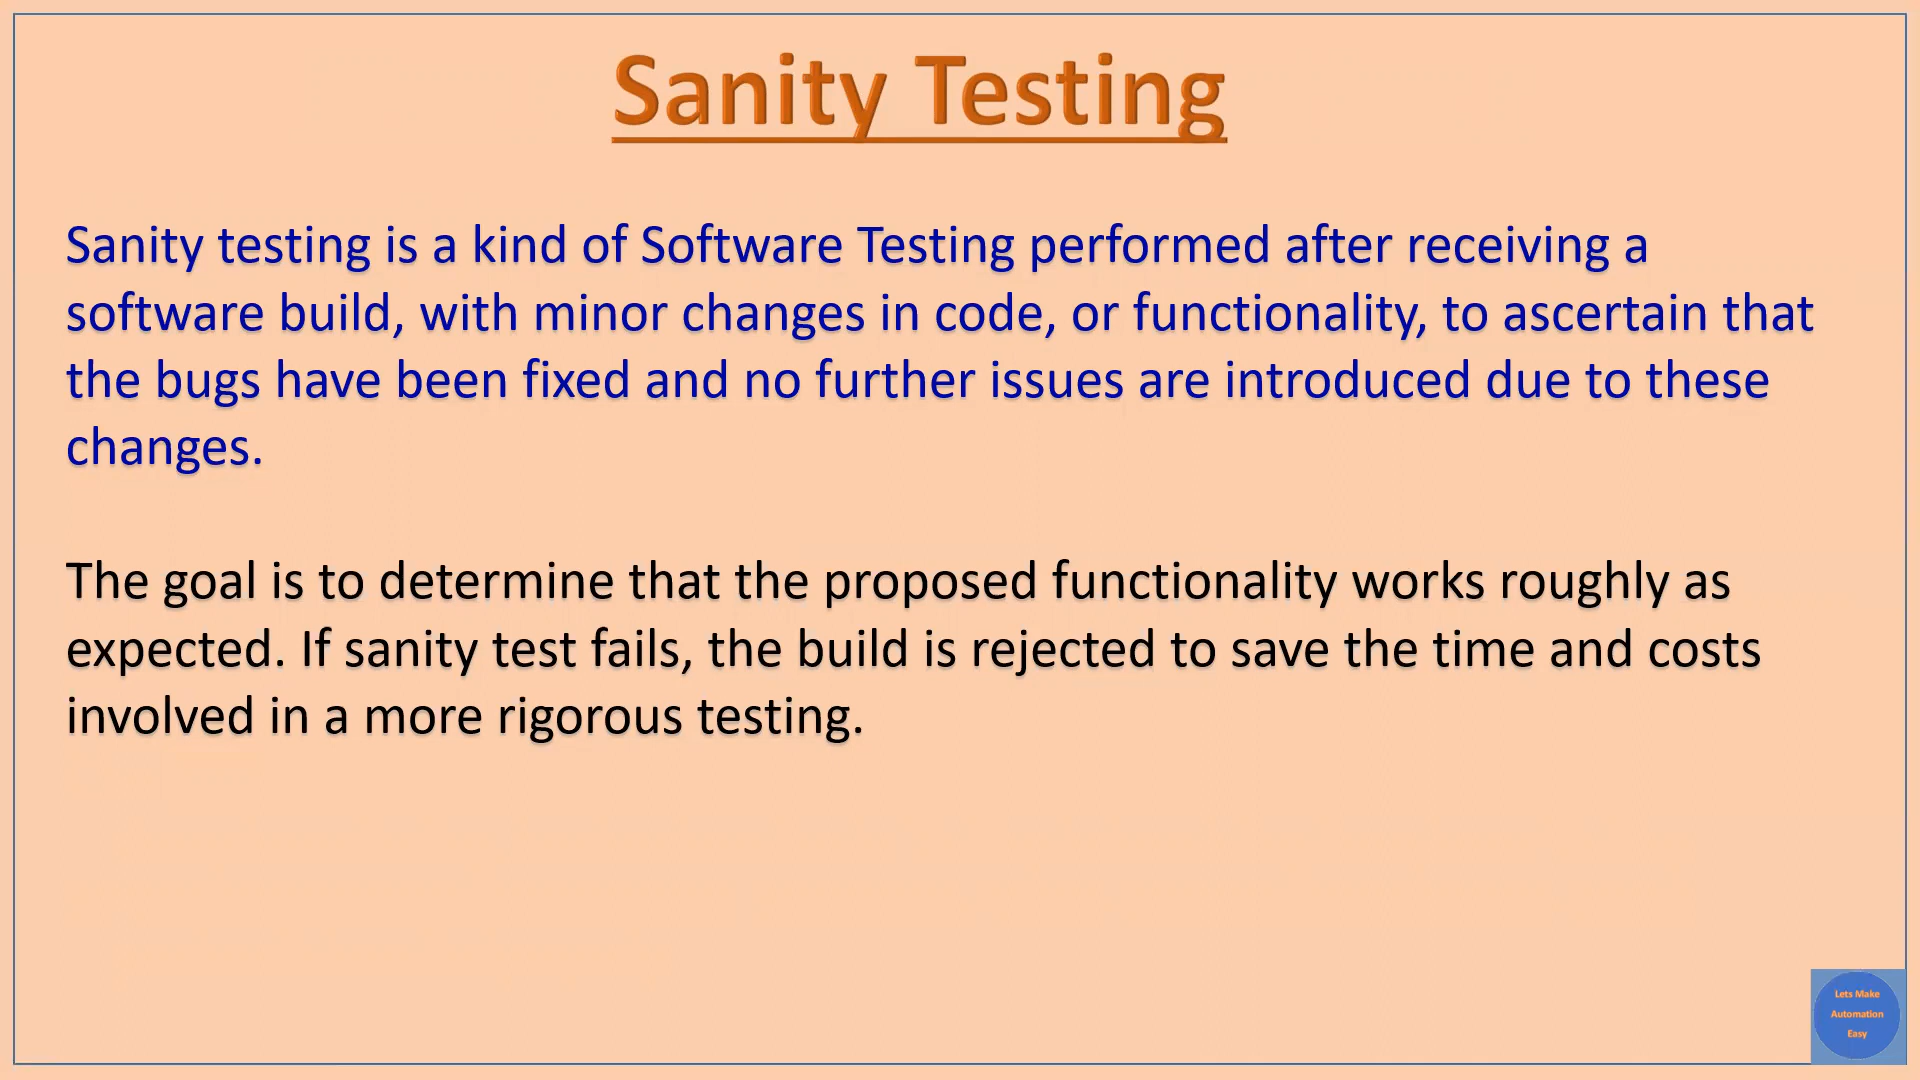 Sanity Testing
Sanity testing is a kind of Software Testing performed after receiving a
software build, with minor changes in code, or functionality, to ascertain that
the bugs have been fixed and no further issues are introduced due to these
changes.
The goal is to determine that the proposed functionality works roughly as
expected. If sanity test fails, the build is rejected to save the time and costs
involved in a more rigorous testing.
Lets Make
Automation
Easy